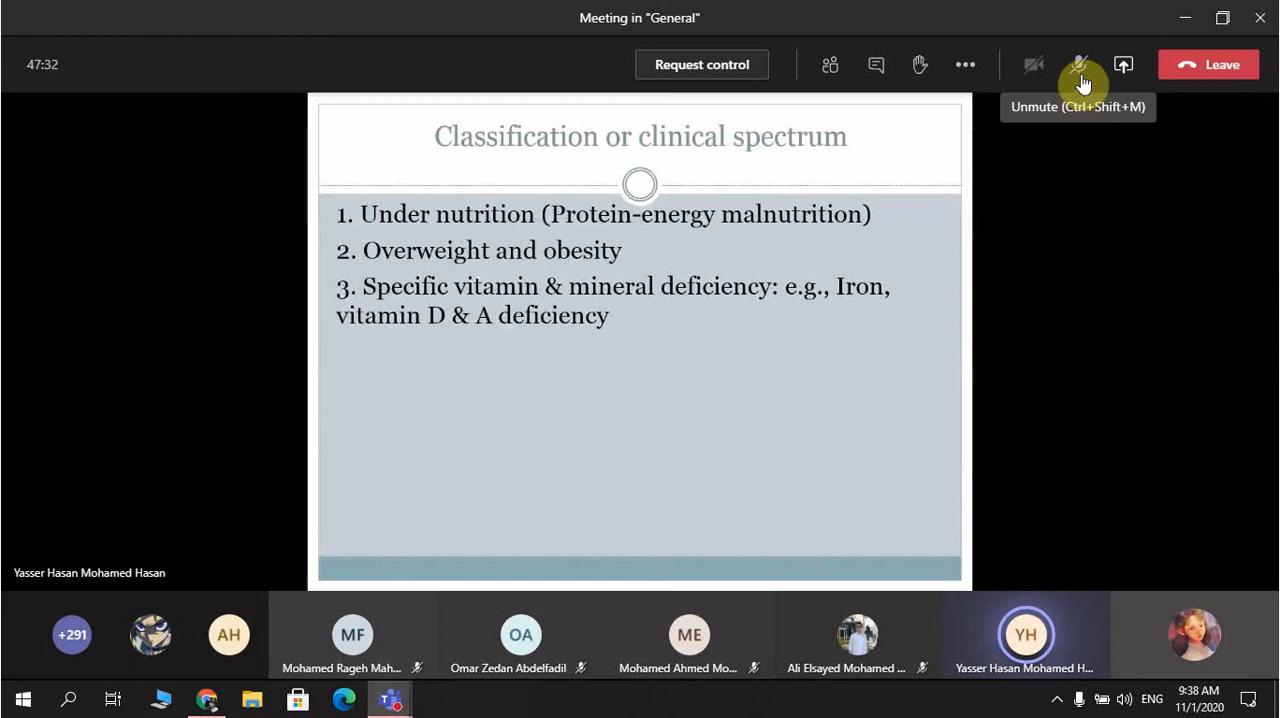 Meeting in "General"
47:32
Request control
Leave
Unmute (Ctrl+Shift+M)
Classification or clinical spectrum
1. Under nutrition (Protein-energy malnutrition)
2. Overweight and obesity
3. Specific vitamin & mineral deficiency: e.g., Iron,
vitamin D & A deficiency
Yasser Hasan Mohamed Hasan
+291
AH
MF
OA
ME
YH
Mohamed Rageh Mah...
Omar Zedan Abdelfadil
Mohamed Ahmed Mo...
Ali Elsayed Mohamed ...
Yasser Hasan Mohamed H...
ENG
9:38 AM
11/1/2020